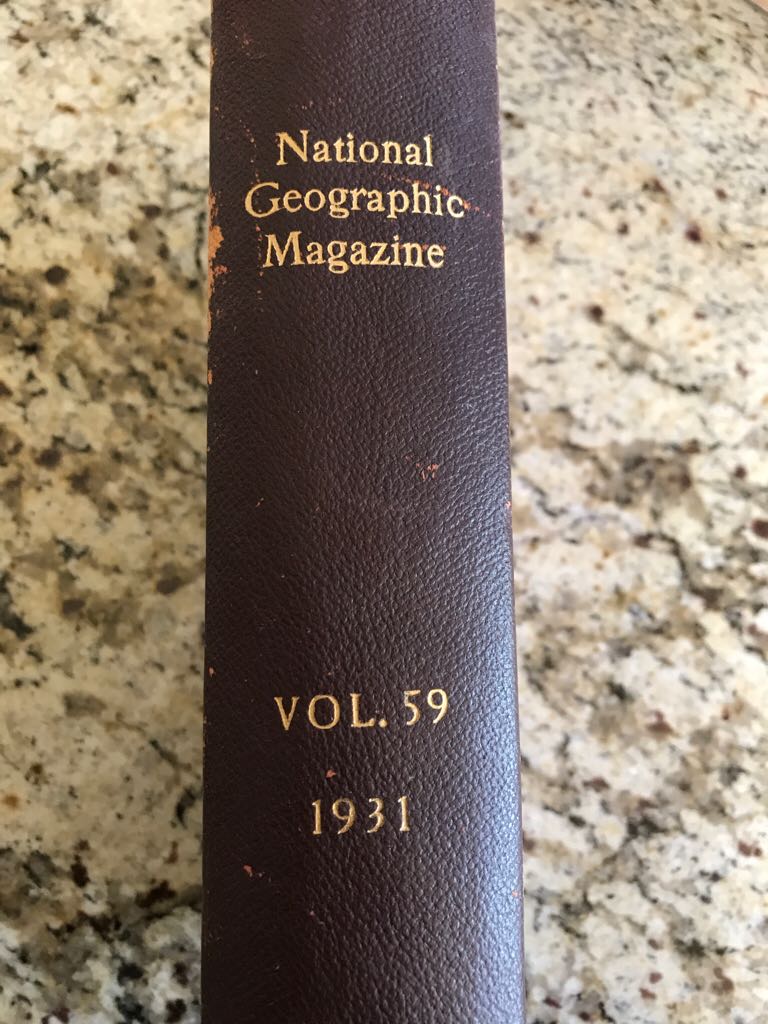 National
Geographic
Magazine
VOL. 59
1931